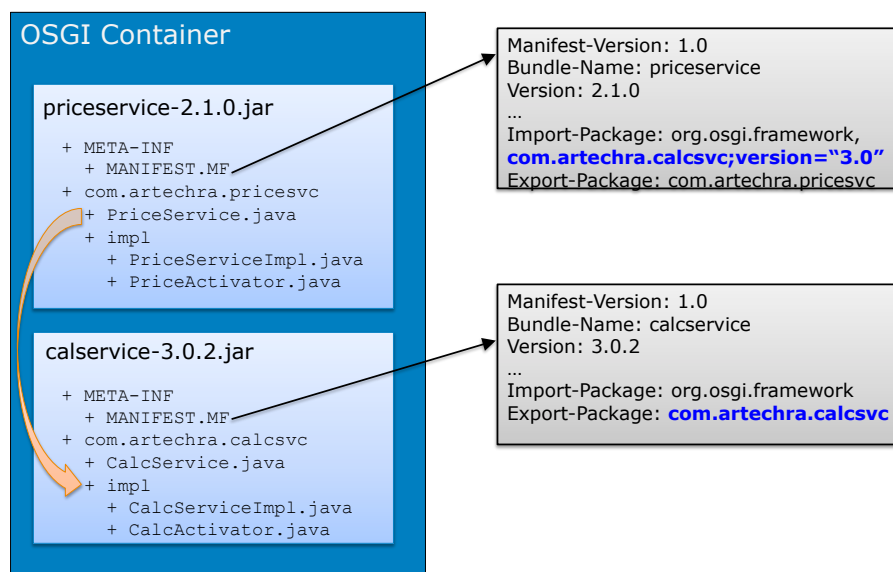 OSGI Container
priceservice-2.1.0.jar
+ META-INF
+ MANIFEST.MF
+ com.artechra.pricesvc
+ PriceService.java
+ impl
+ PriceServiceImpl.java
+ PriceActivator.java
calservice-3.0.2.jar
+ META-INF
+ MANIFEST.MF
+ com.artechra.calcsvc
+ CalcService.java
+ impl
+ CalcServiceImpl.java
+ CalcActivator.java
Manifest-Version: 1.0
Bundle-Name: priceservice
Version: 2.1.0
…
Import-Package: org.osgi.framework,
com.artechra.calcsvc;version=“3.0”
Export-Package: com.artechra.pricesvc
Manifest-Version: 1.0
Bundle-Name: calcservice
Version: 3.0.2
…
Import-Package: org.osgi.framework
Export-Package: com.artechra.calcsvc